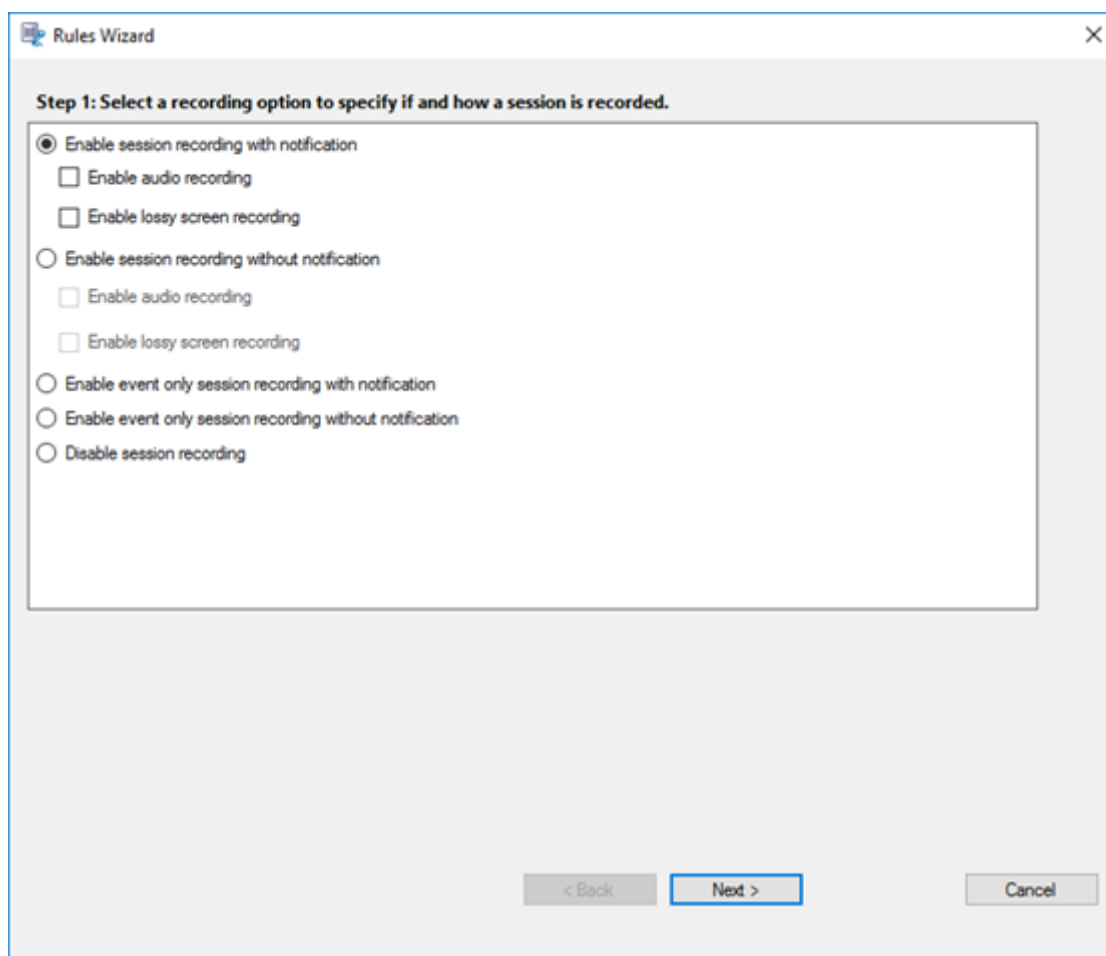 Rules Wizard
Step 1: Select a recording option to specify if and how a session is recorded.
Enable session recording with notification
Enable audio recording
Enable lossy screen recording
Enable session recording without notification
Enable audio recording
Enable lossy screen recording
Enable event only session recording with notification
Enable event only session recording without notification
Disable session recording
< Back
Next >
Cancel